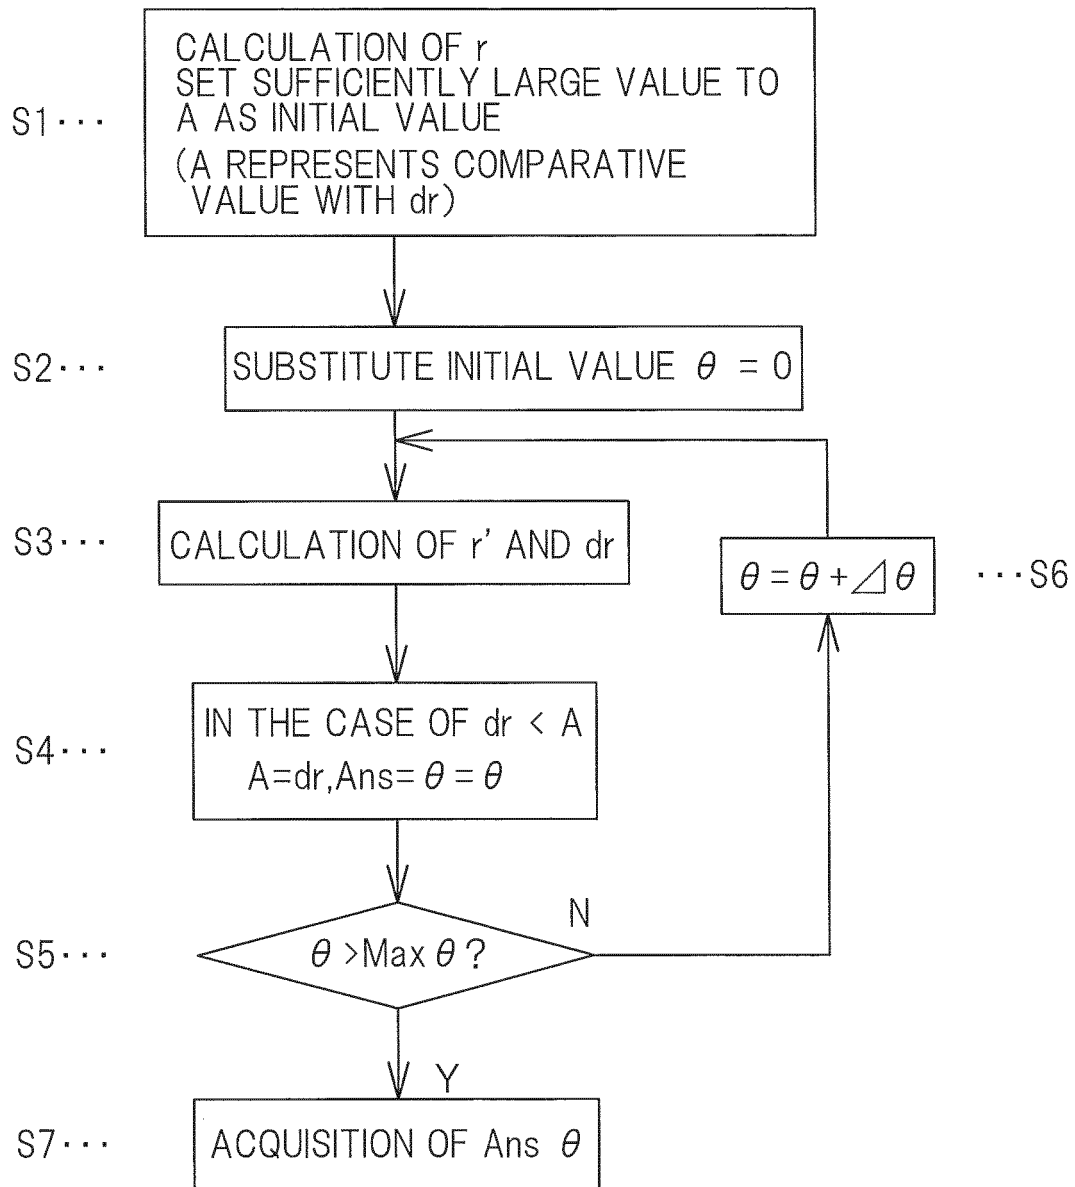 CALCULATION OF r
SET SUFFICIENTLY LARGE VALUE TO
S1··· A AS INITIAL VALUE
(A REPRESENTS COMPARATIVE
VALUE WITH dr)
S2··· SUBSTITUTE INITIAL VALUE θ = 0
S3··· CALCULATION OF r' AND dr
θ = θ + ⊿ θ ···S6
IN THE CASE OF dr < A
S4··· A=dr,Ans= θ = θ
N
S5··· θ >Max θ ?
Y
S7··· ACQUISITION OF Ans θ